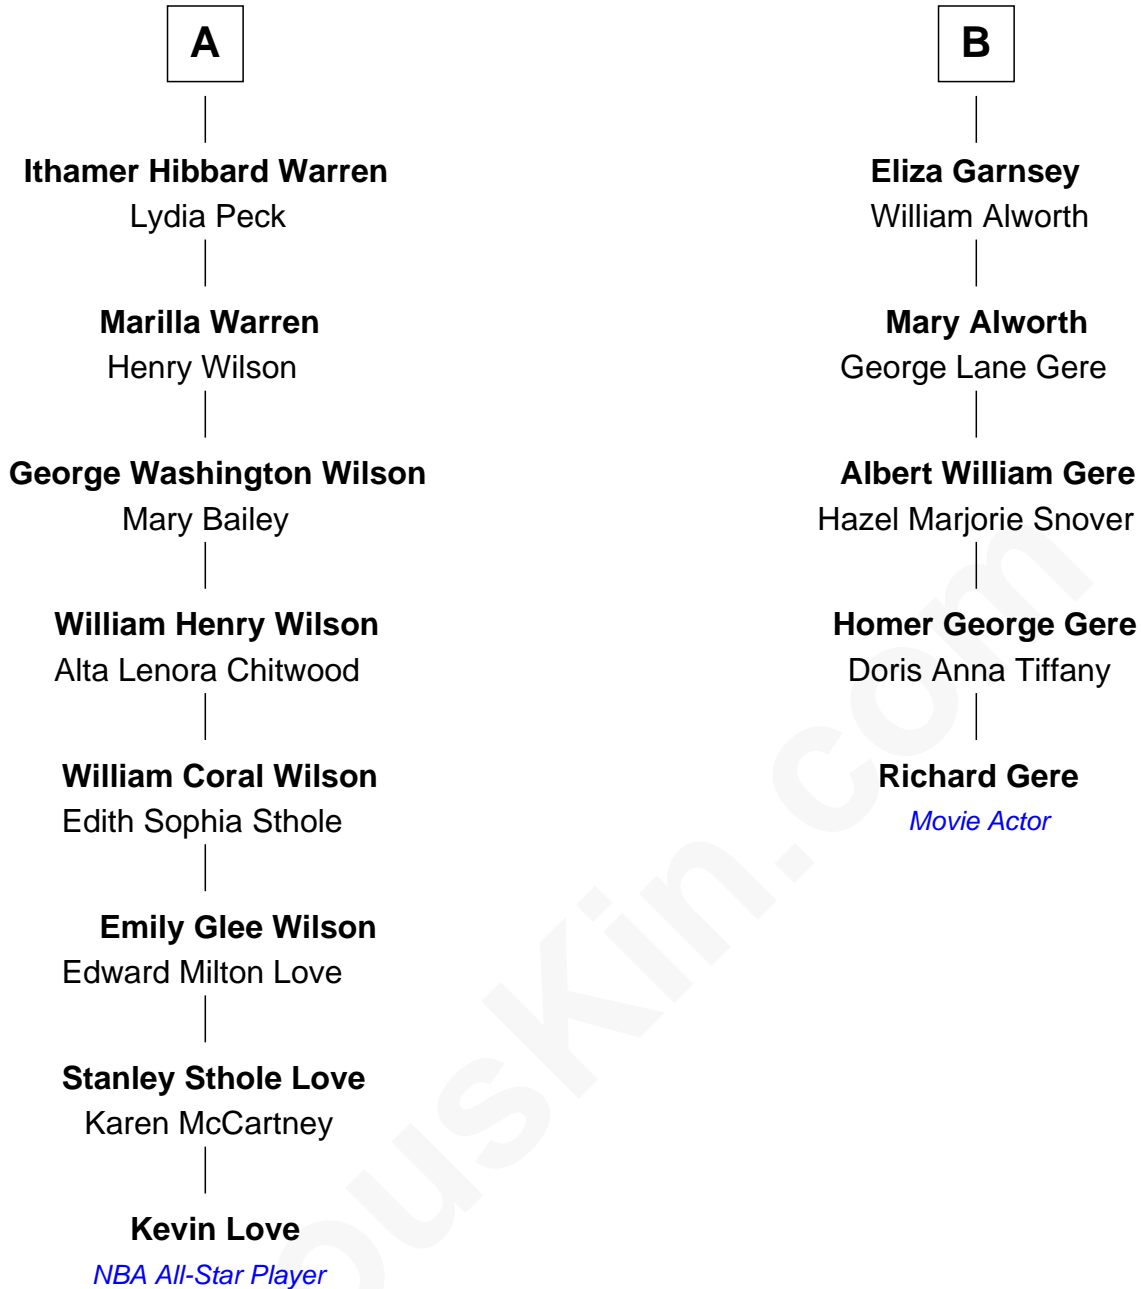 A
Ithamer Hibbard Warren
Lydia Peck
Marilla Warren
Henry Wilson
George Washington Wilson
Mary Bailey
William Henry Wilson
Alta Lenora Chitwood
William Coral Wilson
Edith Sophia Sthole
Emily Glee Wilson
Edward Milton Love
Stanley Sthole Love
Karen McCartney
Kevin Love
NBA All-Star Player
B
Eliza Garnsey
William Alworth
Mary Alworth
George Lane Gere
Albert William Gere
Hazel Marjorie Snover
Homer George Gere
Doris Anna Tiffany
Richard Gere
Movie Actor
ousKin.com